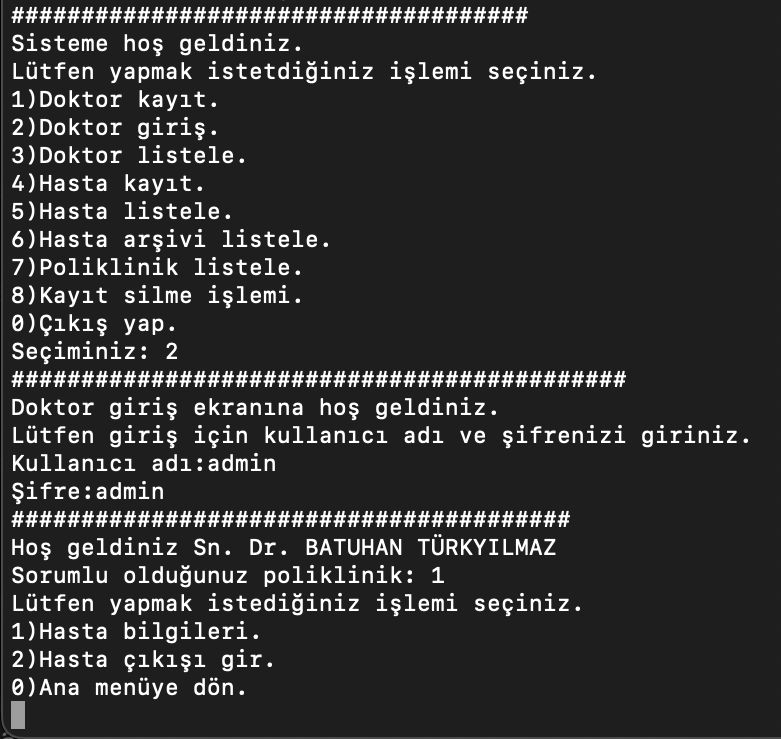 #####################################
Sisteme hoş geldiniz.
Lütfen yapmak istetdiğiniz işlemi seçiniz.
1)Doktor kayıt.
2)Doktor giriş.
3)Doktor listele.
4)Hasta kayıt.
5)Hasta listele.
6)Hasta arşivi listele.
7)Poliklinik listele.
8)Kayıt silme işlemi.
0)Çıkış yap.
Seçiminiz: 2
############################################
Doktor giriş ekranına hoş geldiniz.
Lütfen giriş için kullanıcı adı ve şifrenizi giriniz.
Kullanıcı adı:admin
Şifre:admin
########################################
Hoş geldiniz Sn. Dr. BATUHAN TÜRKYILMAZ
Sorumlu olduğunuz poliklinik: 1
Lütfen yapmak istediğiniz işlemi seçiniz.
1)Hasta bilgileri.
2)Hasta çıkışı gir.
0)Ana menüye dön.